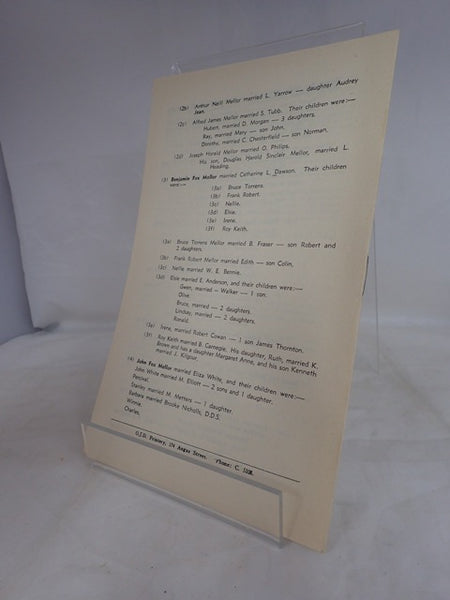 (2b) Arthur Neill Mellor married L. Yarrow — daughter Audrey
Jean.
(2c) Alfred James Mellor married S. Tubb. Their children were:—
Hubert, married D. Morgan — 3 daughters.
Ray, married Mary — son John.
Dorothy, married C. Chesterfield — son Norman.
(2d) Joseph Harold Mellor married O. Philips.
His son, Douglas Harold Sinclair Mellor, married L.
Heading.
(3) Benjamin Fox Mellor married Catherine L. Dawson. Their children
were:—
(3a) Bruce Torrens.
(3b) Frank Robert.
(3c) Nellie.
(3d) Elsie.
(3e) Irene.
(3f) Roy Keith.
(3a) Bruce Torrens Mellor married B. Fraser — son Robert and
2 daughters.
(3b) Frank Robert Mellor married Edith — son Colin.
(3c) Nellie married W. E. Bennie.
(3d) Elsie married E. Anderson, and their children were:—
Gwen, married — Walker — 1 son.
Olive.
Bruce, married — 2 daughters.
Lindsay, married — 2 daughters.
Ronald.
(3e) Irene, married Robert Cowan — 1 son James Thornton.
(3f) Roy Keith married B. Carnegie. His daughter, Ruth, married K.
Brown and has a daughter Margaret Anne, and his son Kenneth
married J. Kilgour.
(4) John Fox Mellor married Eliza White, and their children were:—
John White married M. Elliott — 2 sons and 1 daughter.
Percival.
Stanley married M. Metters — 1 daughter.
Barbara married Brooke Nicholls, D.D.S.
Winnie.
Charles.
G.T.D. Printery, 174 Angas Street. 'Phone: C.